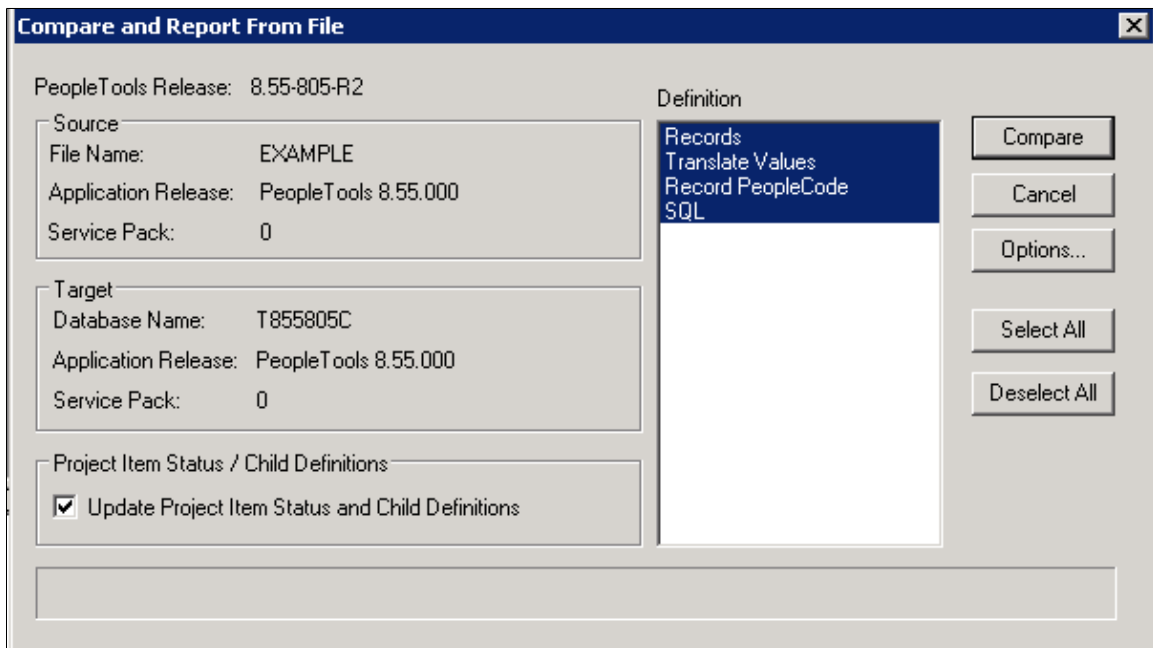 Compare and Report From File
PeopleTools Release: 8.55-805-R2
Source
File Name: EXAMPLE
Application Release: PeopleTools 8.55.000
Service Pack: 0
Target
Database Name: T855805C
Application Release: PeopleTools 8.55.000
Service Pack: 0
Project Item Status / Child Definitions
Update Project Item Status and Child Definitions
Definition
Records
Translate Values
Record PeopleCode
SQL
Compare
Cancel
Options...
Select All
Deselect All